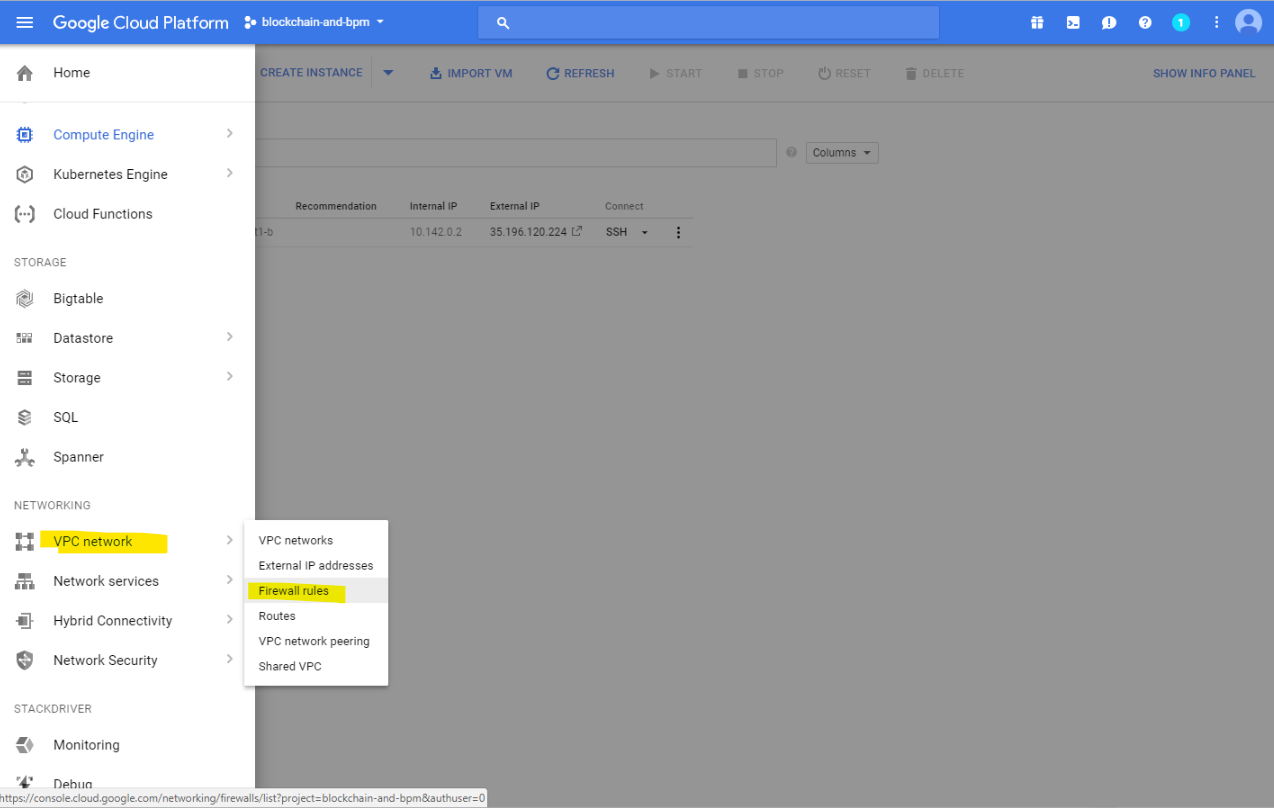 Google Cloud Platform blockchain-and-bpm
1
Home
CREATE INSTANCE IMPORT VM REFRESH START STOP RESET DELETE SHOW INFO PANEL
Compute Engine
Columns
Kubernetes Engine
Cloud Functions
Recommendation Internal IP External IP Connect
t1-b 10.142.0.2 35.196.120.224 SSH
STORAGE
Bigtable
Datastore
Storage
SQL
Spanner
NETWORKING
VPC network
Network services
Hybrid Connectivity
Network Security
VPC networks
External IP addresses
Firewall rules
Routes
VPC network peering
Shared VPC
STACKDRIVER
Monitoring
Debug
https://console.cloud.google.com/networking/firewalls/list?project=blockchain-and-bpm&authuser=0